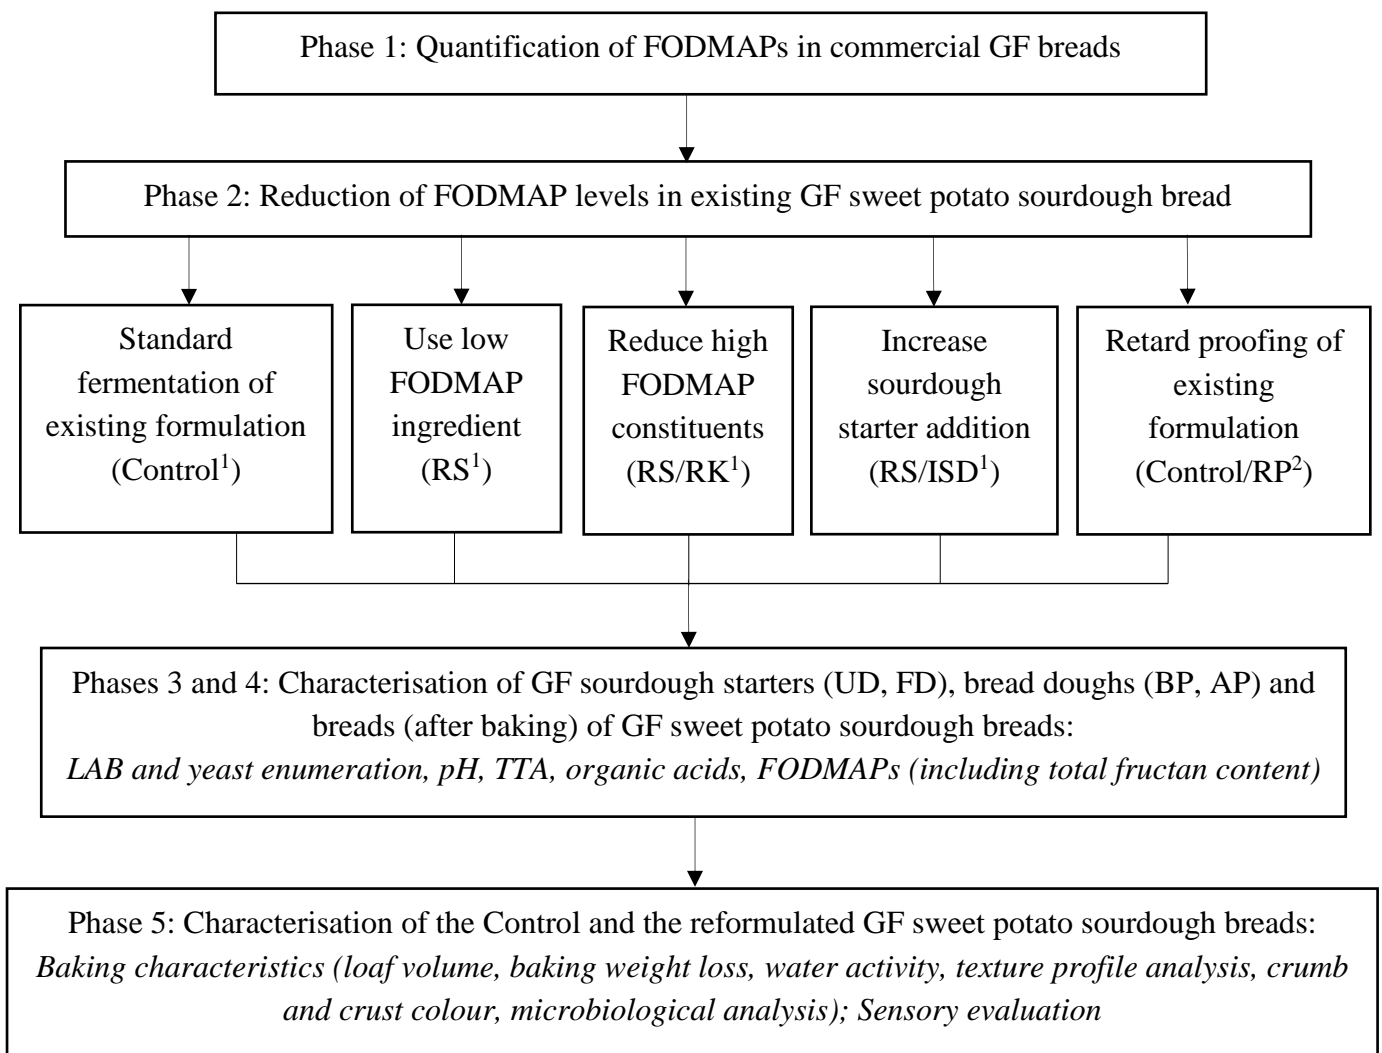 Phase 1: Quantification of FODMAPs in commercial GF breads
Phase 2: Reduction of FODMAP levels in existing GF sweet potato sourdough bread
Standard
fermentation of
existing formulation
(Control¹)
Use low
FODMAP
ingredient
(RS¹)
Reduce high
FODMAP
constituents
(RS/RK¹)
Increase
sourdough
starter addition
(RS/ISD¹)
Retard proofing of
existing
formulation
(Control/RP²)
Phases 3 and 4: Characterisation of GF sourdough starters (UD, FD), bread doughs (BP, AP) and
breads (after baking) of GF sweet potato sourdough breads:
LAB and yeast enumeration, pH, TTA, organic acids, FODMAPs (including total fructan content)
Phase 5: Characterisation of the Control and the reformulated GF sweet potato sourdough breads:
Baking characteristics (loaf volume, baking weight loss, water activity, texture profile analysis, crumb
and crust colour, microbiological analysis); Sensory evaluation